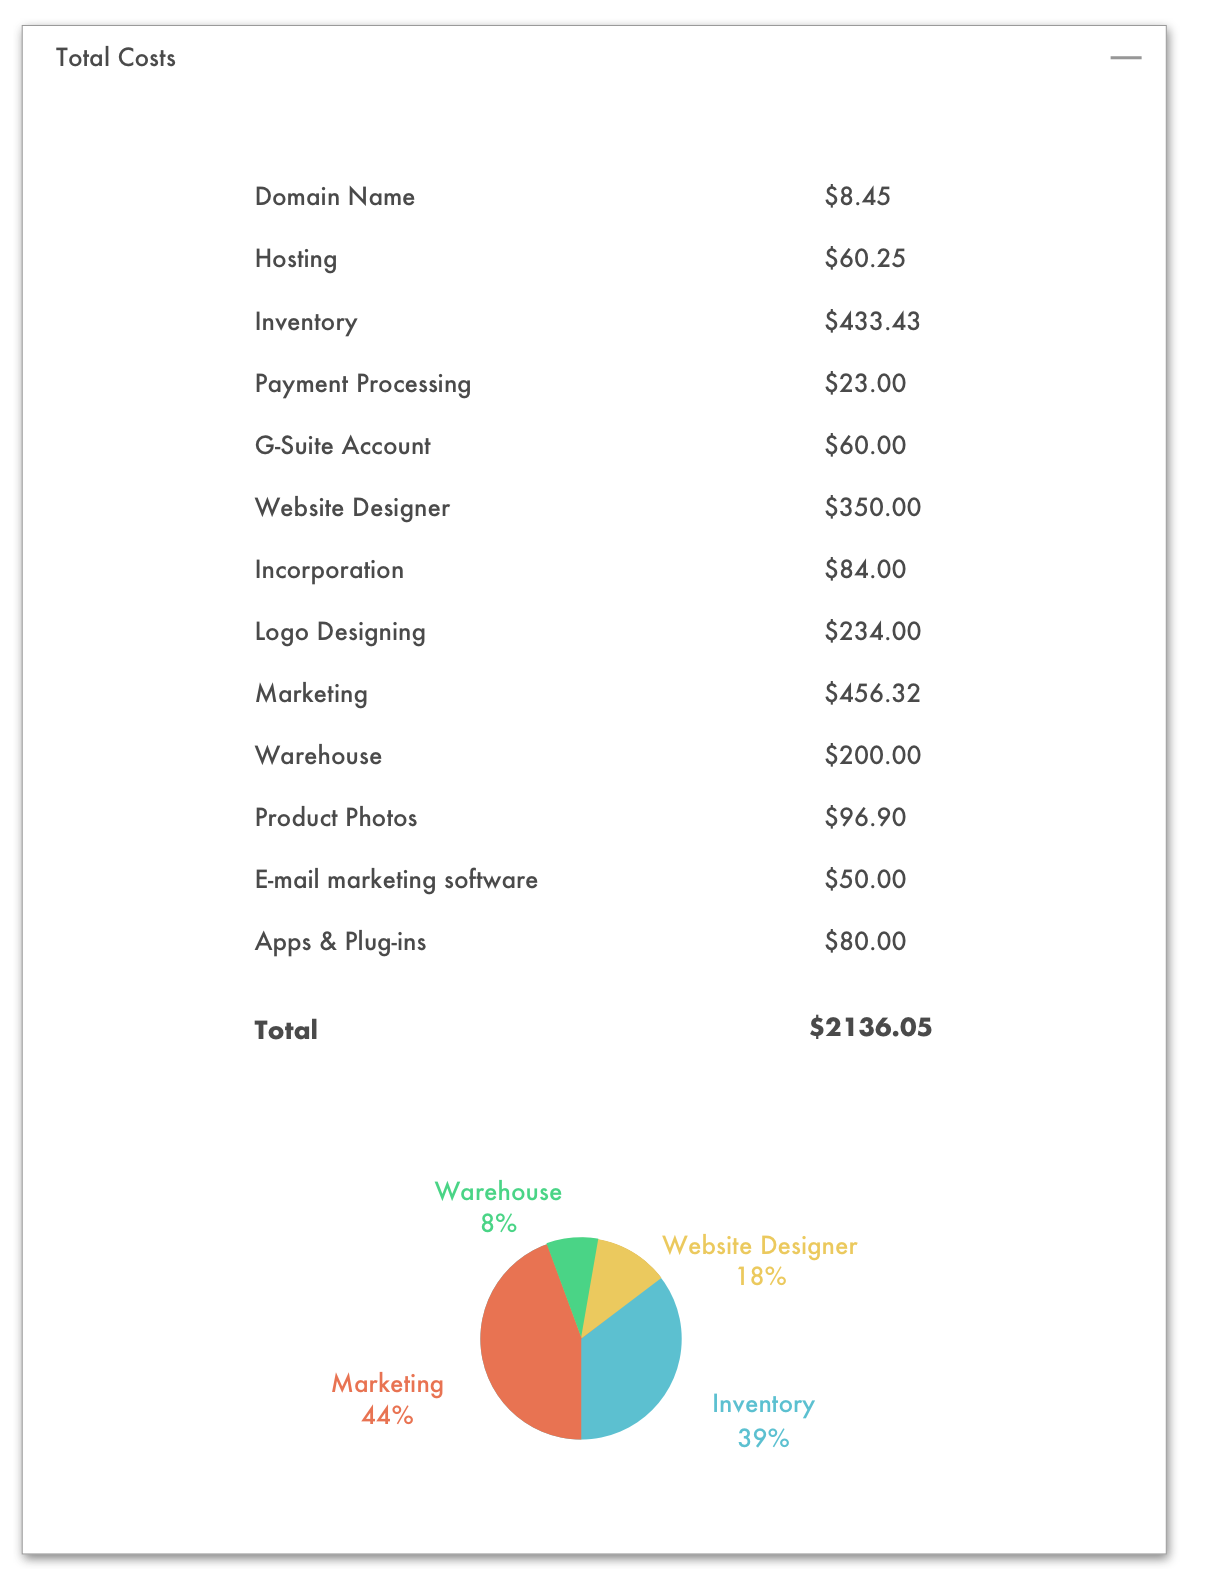 Total Costs
Domain Name $8.45
Hosting $60.25
Inventory $433.43
Payment Processing $23.00
G-Suite Account $60.00
Website Designer $350.00
Incorporation $84.00
Logo Designing $234.00
Marketing $456.32
Warehouse $200.00
Product Photos $96.90
E-mail marketing software $50.00
Apps & Plug-ins $80.00
Total $2136.05
Warehouse
8%
Website Designer
18%
Marketing
44%
Inventory
39%